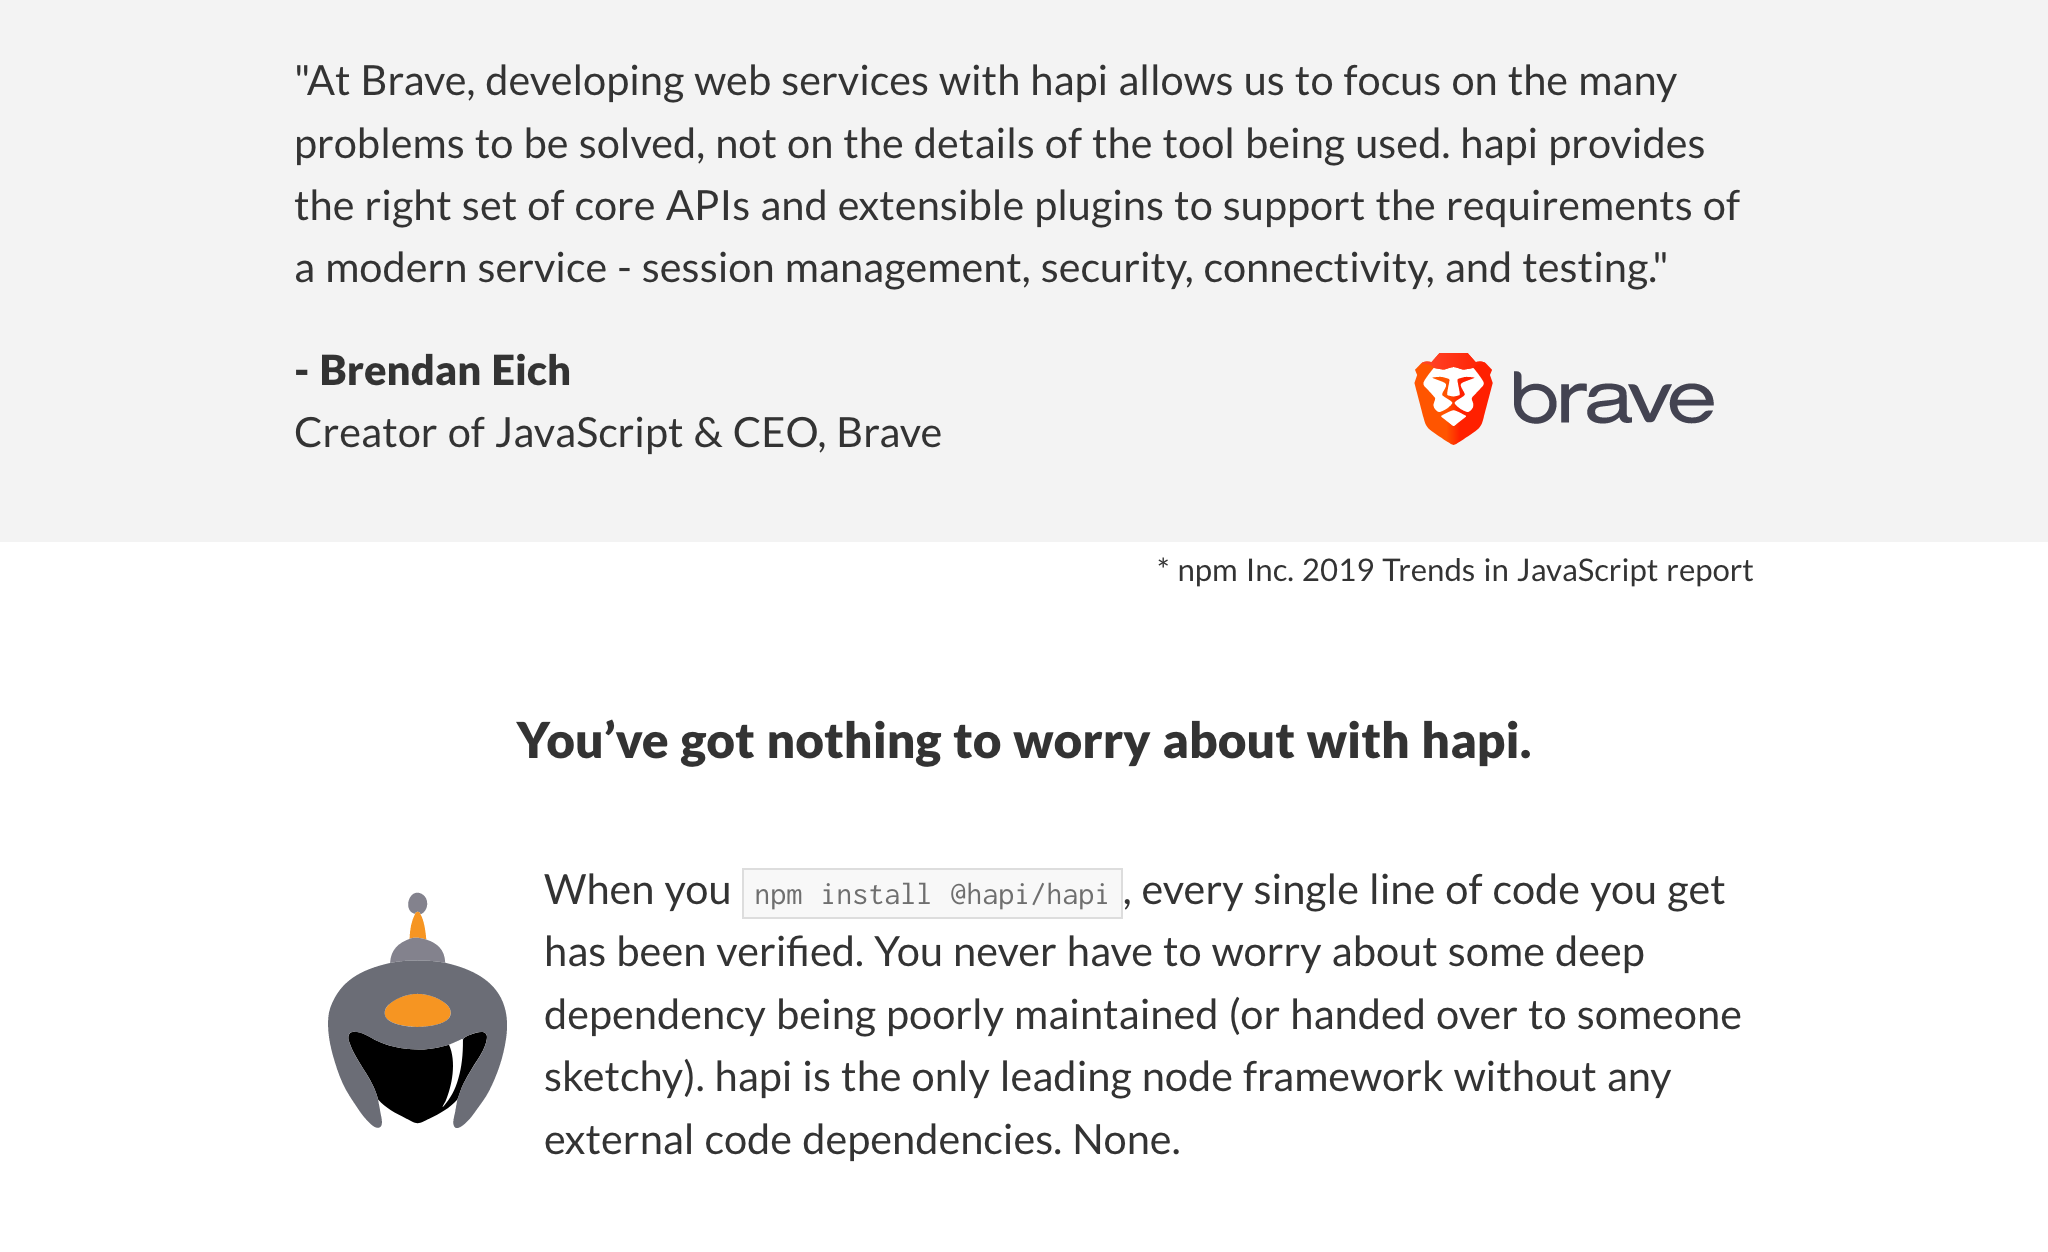 "At Brave, developing web services with hapi allows us to focus on the many
problems to be solved, not on the details of the tool being used. hapi provides
the right set of core APIs and extensible plugins to support the requirements of
a modern service - session management, security, connectivity, and testing."
- Brendan Eich
Creator of JavaScript & CEO, Brave
brave
* npm Inc. 2019 Trends in JavaScript report
You’ve got nothing to worry about with hapi.
When you npm install @hapi/hapi, every single line of code you get
has been verified. You never have to worry about some deep
dependency being poorly maintained (or handed over to someone
sketchy). hapi is the only leading node framework without any
external code dependencies. None.